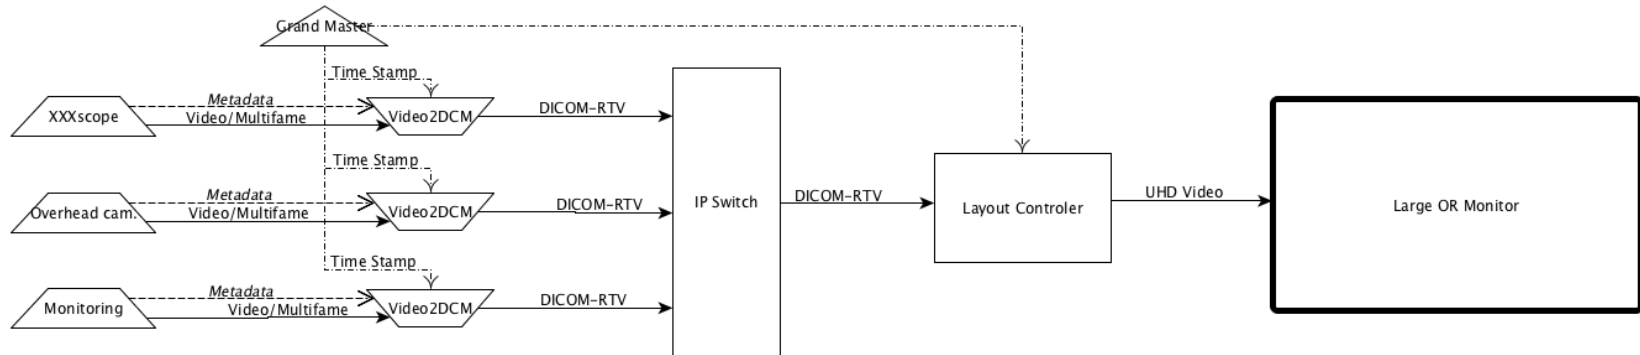 Grand Master
Time Stamp
Metadata
XXXscope
Video/Multifame
Video2DCM
DICOM-RTV
Time Stamp
Metadata
Overhead cam.
Video/Multifame
Video2DCM
DICOM-RTV
IP Switch
DICOM-RTV
Layout Controler
UHD Video
Large OR Monitor
Time Stamp
Metadata
Monitoring
Video/Multifame
Video2DCM
DICOM-RTV